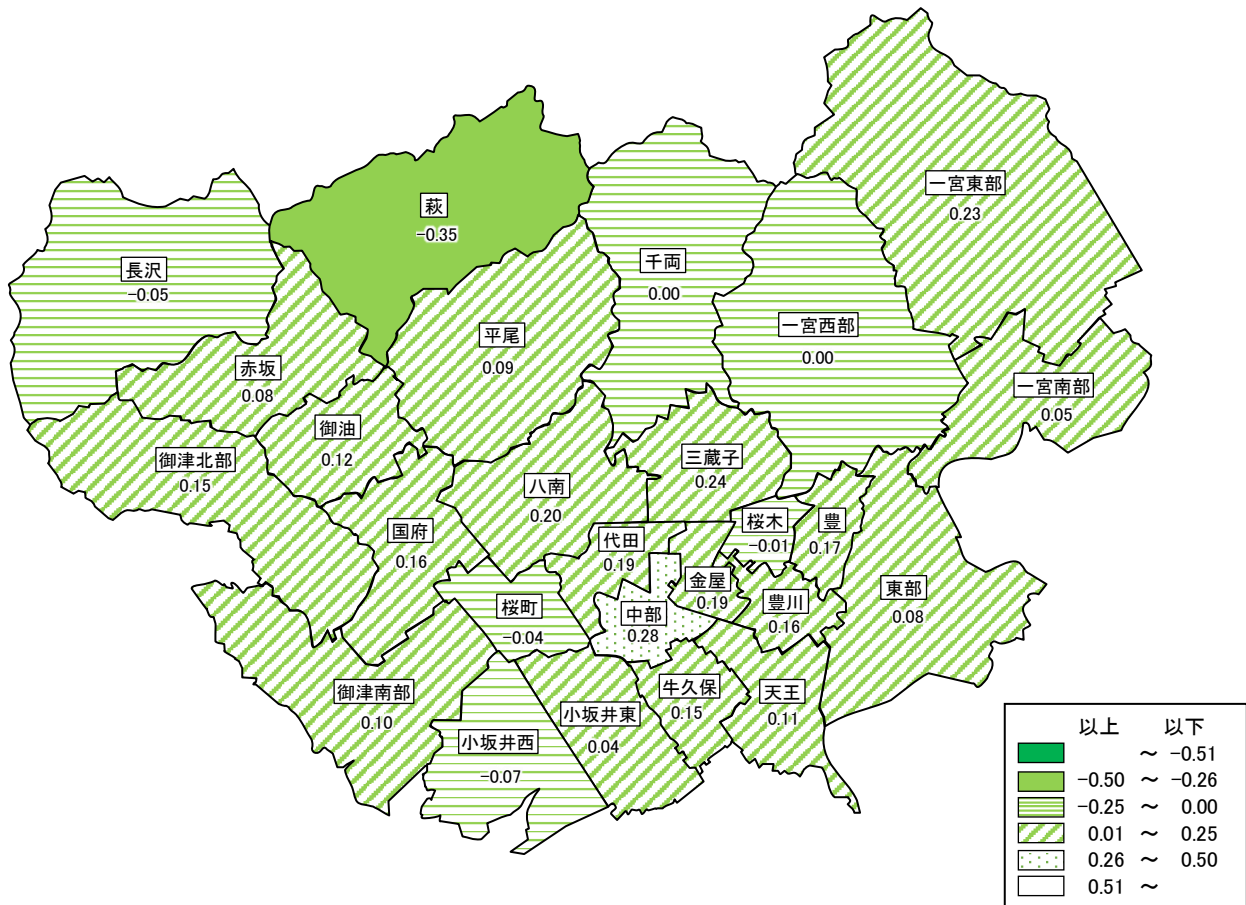 一宮東部
0.23
萩
-0.35
長沢
-0.05
千両
0.00
一宮西部
0.00
平尾
0.09
赤坂
0.08
一宮南部
0.05
御油
0.12
御津北部
0.15
三蔵子
0.24
八南
0.20
国府
0.16
桜木
-0.01
豊
0.17
代田
0.19
金屋
0.19
豊川
0.16
東部
0.08
桜町
-0.04
中部
0.28
御津南部
0.10
牛久保
0.15
天王
0.11
小坂井東
0.04
小坂井西
-0.07
以上 以下
～ -0.51
-0.50 ～ -0.26
-0.25 ～ 0.00
0.01 ～ 0.25
0.26 ～ 0.50
0.51 ～